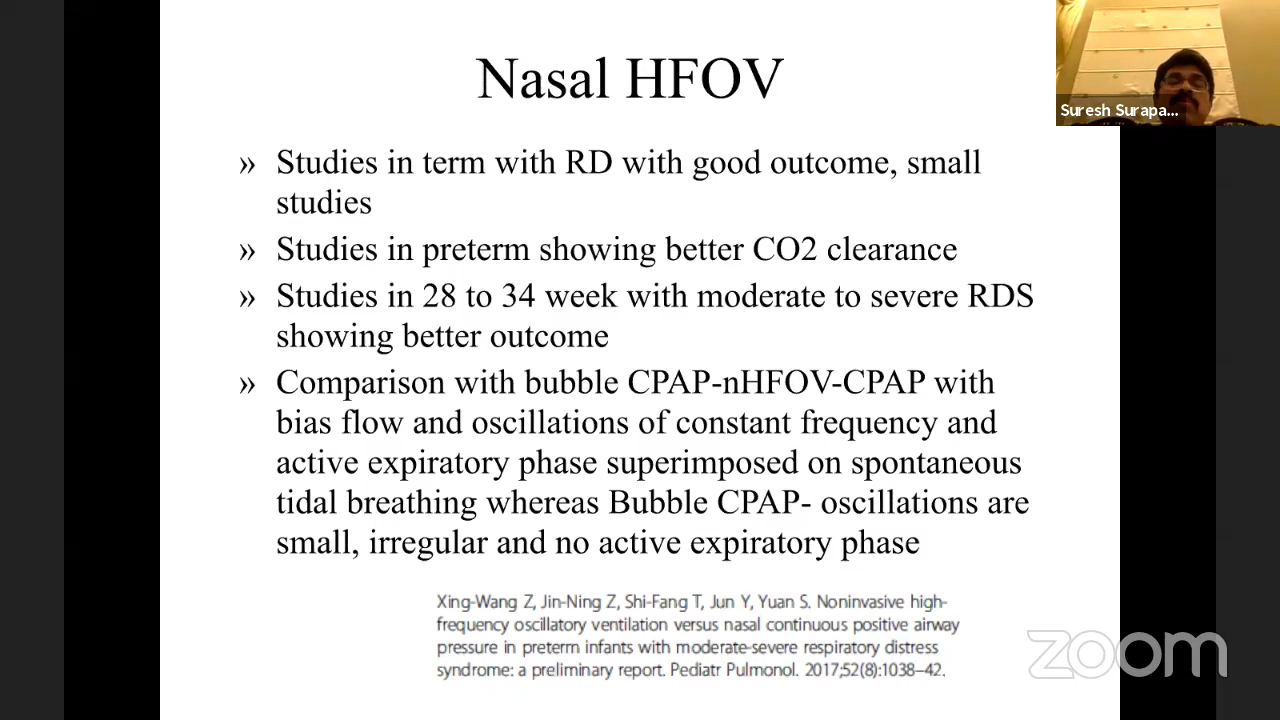 Nasal HFOV
Suresh Surapa...
» Studies in term with RD with good outcome, small
studies
» Studies in preterm showing better CO2 clearance
» Studies in 28 to 34 week with moderate to severe RDS
showing better outcome
» Comparison with bubble CPAP-nHFOV-CPAP with
bias flow and oscillations of constant frequency and
active expiratory phase superimposed on spontaneous
tidal breathing whereas Bubble CPAP- oscillations are
small, irregular and no active expiratory phase
Xing-Wang Z, Jin-Ning Z, Shi-Fang T, Jun Y, Yuan S. Noninvasive high-
frequency oscillatory ventilation versus nasal continuous positive airway
pressure in preterm infants with moderate-severe respiratory distress
syndrome: a preliminary report. Pediatr Pulmonol. 2017;52(8):1038–42.
zoom